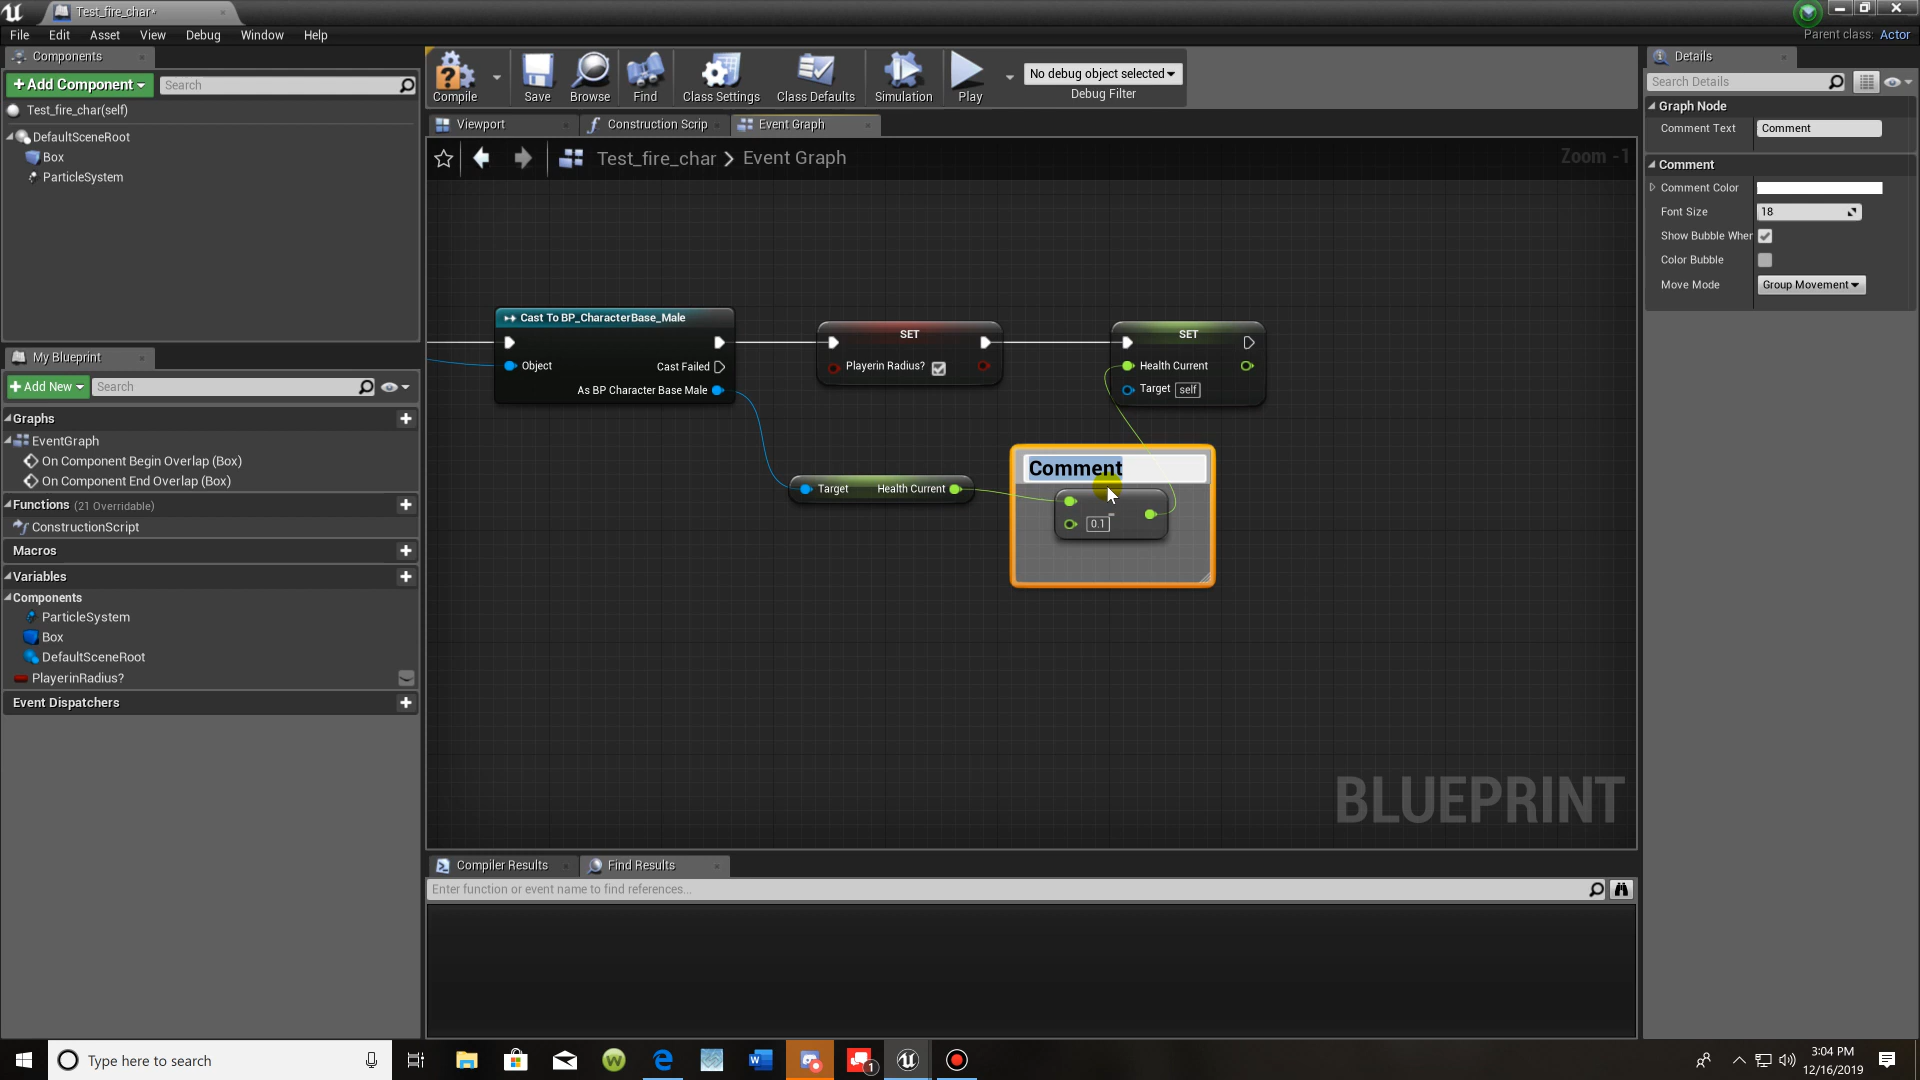 Test_fire_char*
File Edit Asset View Debug Window Help
Parent class: Actor
Components
+Add Component Search
Test_fire_char(self)
DefaultSceneRoot
Box
ParticleSystem
My Blueprint
+Add New Search
Graphs
EventGraph
On Component Begin Overlap (Box)
On Component End Overlap (Box)
Functions (21 Overridable)
ConstructionScript
Macros
Variables
Components
ParticleSystem
Box
DefaultSceneRoot
PlayerinRadius?
Event Dispatchers
Compile Save Browse Find Class Settings Class Defaults Simulation Play
No debug object selected
Debug Filter
Viewport Construction Scrip Event Graph
Test_fire_char > Event Graph
Zoom -1
Cast To BP_CharacterBase_Male
Object
Cast Failed
As BP Character Base Male
SET
Playerin Radius?
SET
Health Current
Target self
Target Health Current
Comment
-
0.1
BLUEPRINT
Compiler Results Find Results
Enter function or event name to find references...
Details
Search Details
Graph Node
Comment Text Comment
Comment
Comment Color
Font Size 18
Show Bubble Wher
Color Bubble
Move Mode Group Movement
Type here to search
1
3:04 PM
12/16/2019